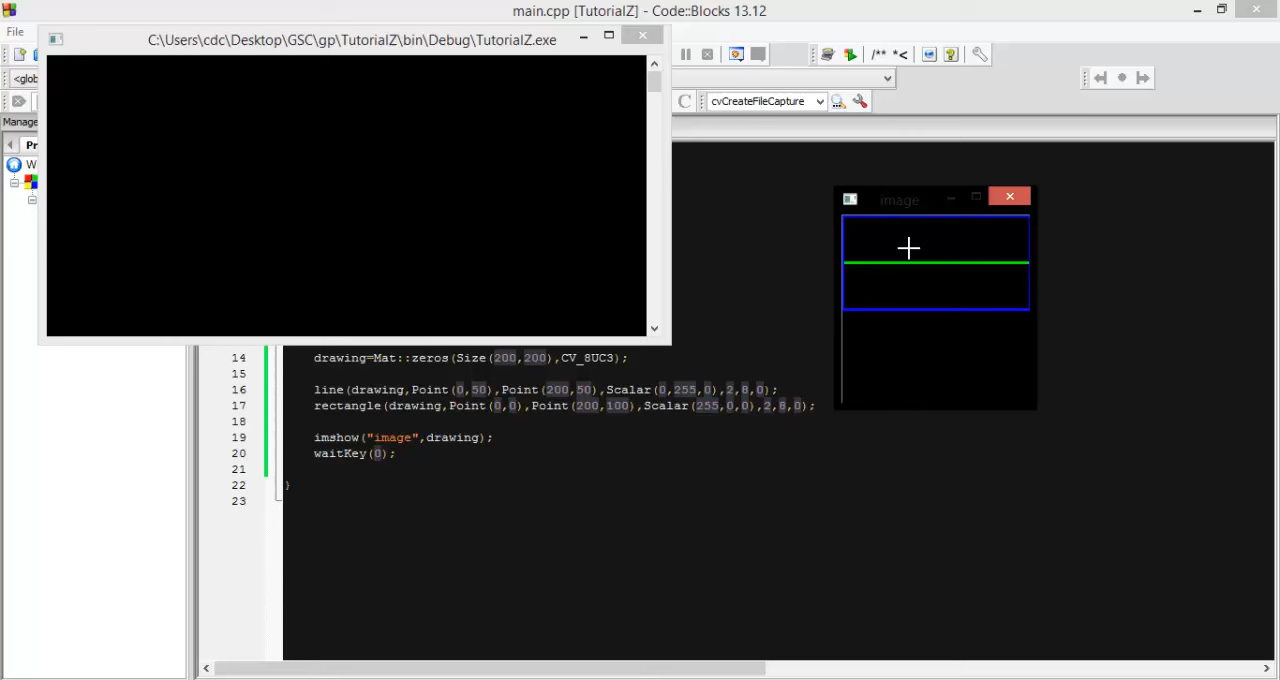 main.cpp [TutorialZ] - Code::Blocks 13.12
File
C:\Users\cdc\Desktop\GSC\gp\TutorialZ\bin\Debug\TutorialZ.exe
/** *<
<glob
C cvCreateFileCapture
Manage
Pr
W
image
14 drawing=Mat::zeros(Size(200,200),CV_8UC3);
15
16 line(drawing,Point(0,50),Point(200,50),Scalar(0,255,0),2,8,0);
17 rectangle(drawing,Point(0,0),Point(200,100),Scalar(255,0,0),2,8,0);
18
19 imshow("image",drawing);
20 waitKey(0);
21
22 }
23